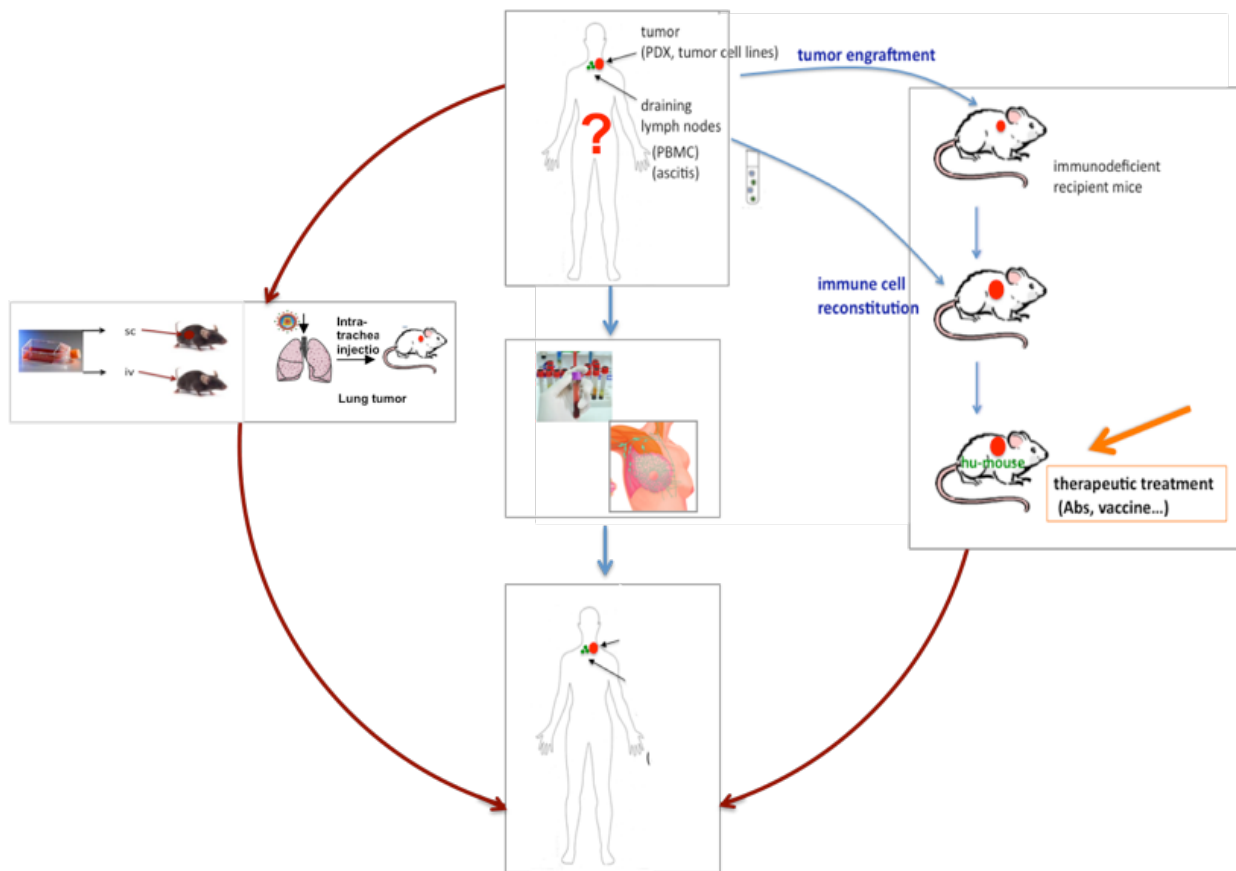 tumor
(PDX, tumor cell lines)
tumor engraftment
draining
lymph nodes
?
(PBMC)
(ascitis)
immunodeficient
recipient mice
immune cell
reconstitution
sc
iv
Intra-
trachea
injectio
Lung tumor
hu-mouse
therapeutic treatment
(Abs, vaccine...)
(